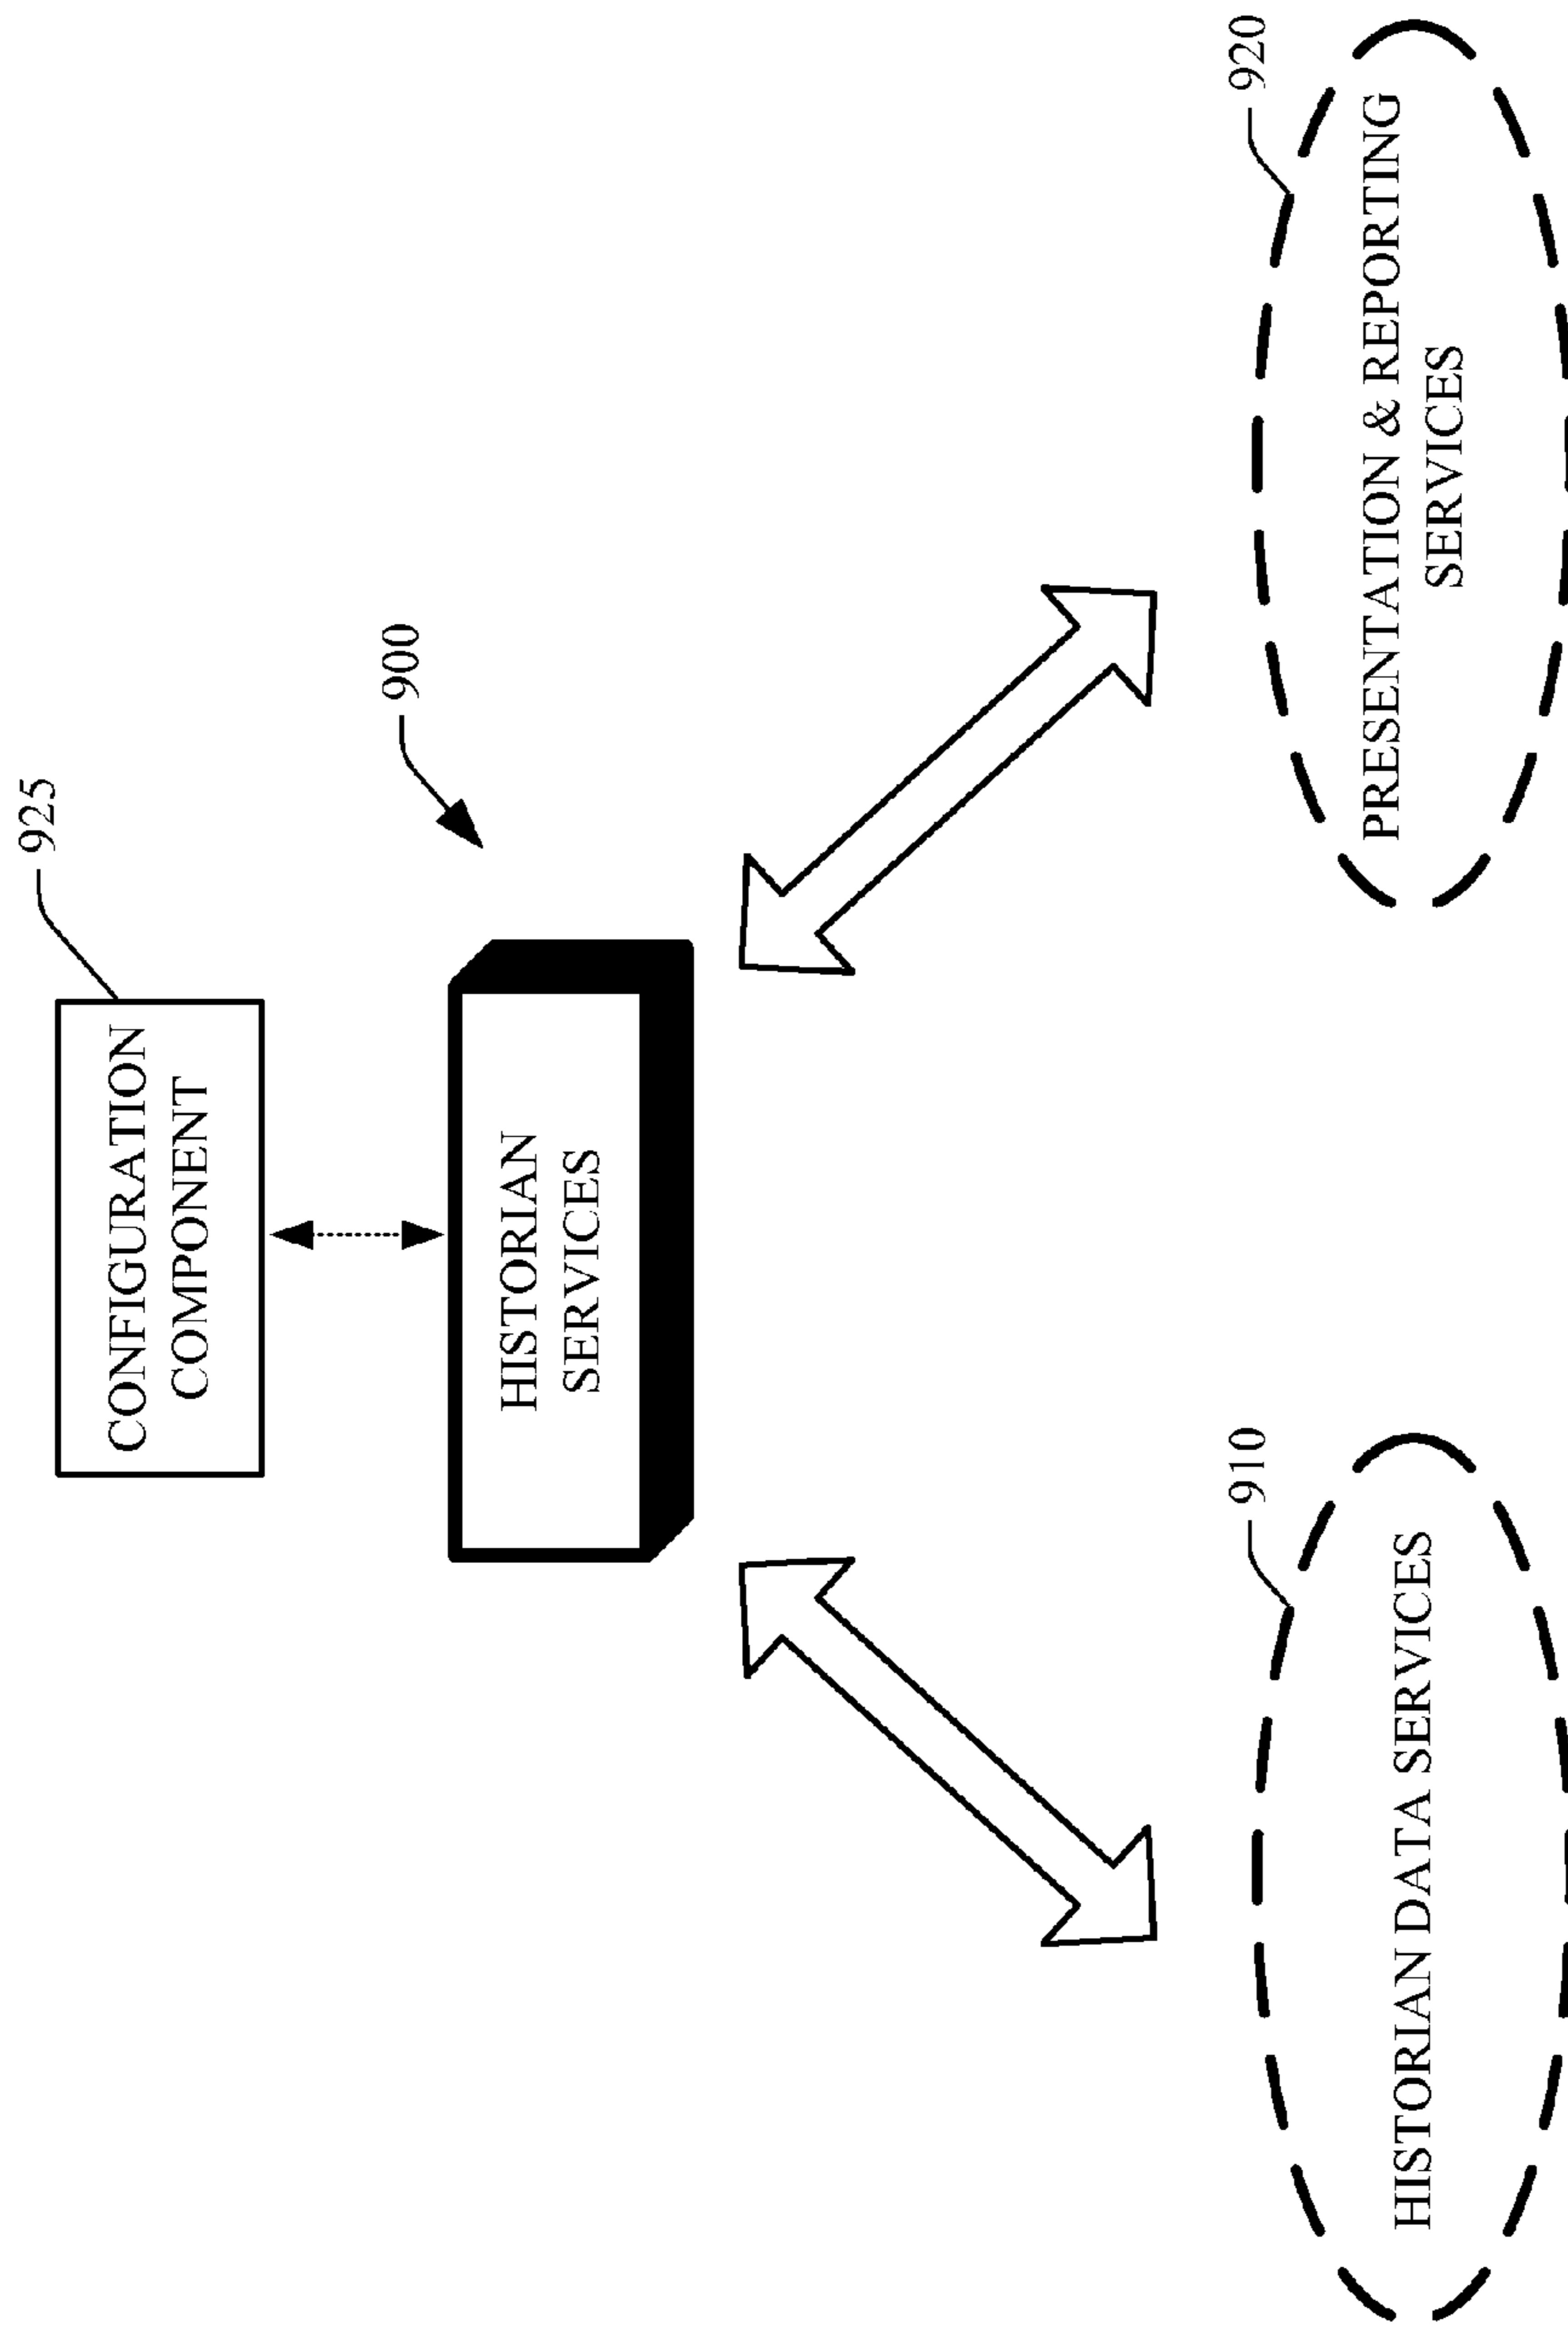 925
CONFIGURATION
COMPONENT
900
HISTORIAN
SERVICES
910
HISTORIAN DATA SERVICES
920
PRESENTATION & REPORTING
SERVICES